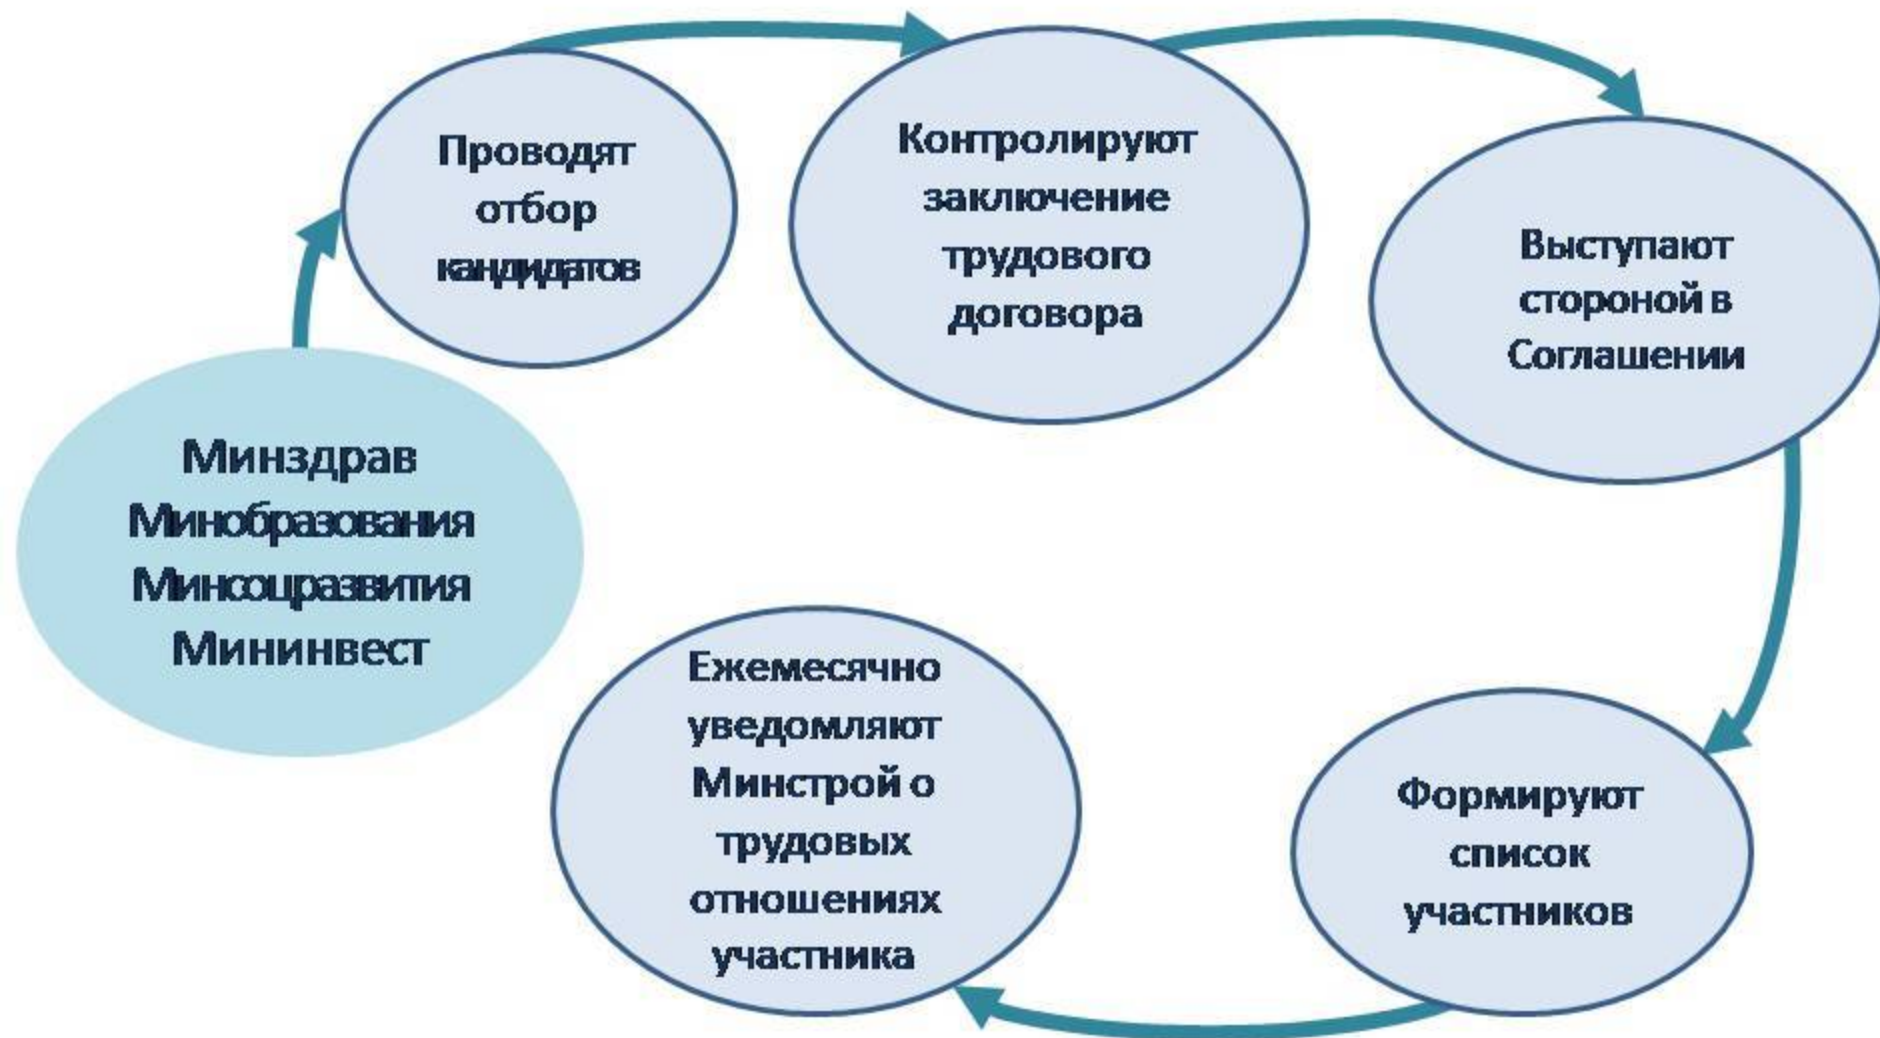 Минздрав
Минобразования
Минсоцразвития
Мининвест
Проводят
отбор
кандидатов
Контролируют
заключение
трудового
договора
Выступают
стороной в
Соглашении
Формируют
список
участников
Ежемесячно
уведомляют
Минстрой о
трудовых
отношениях
участника